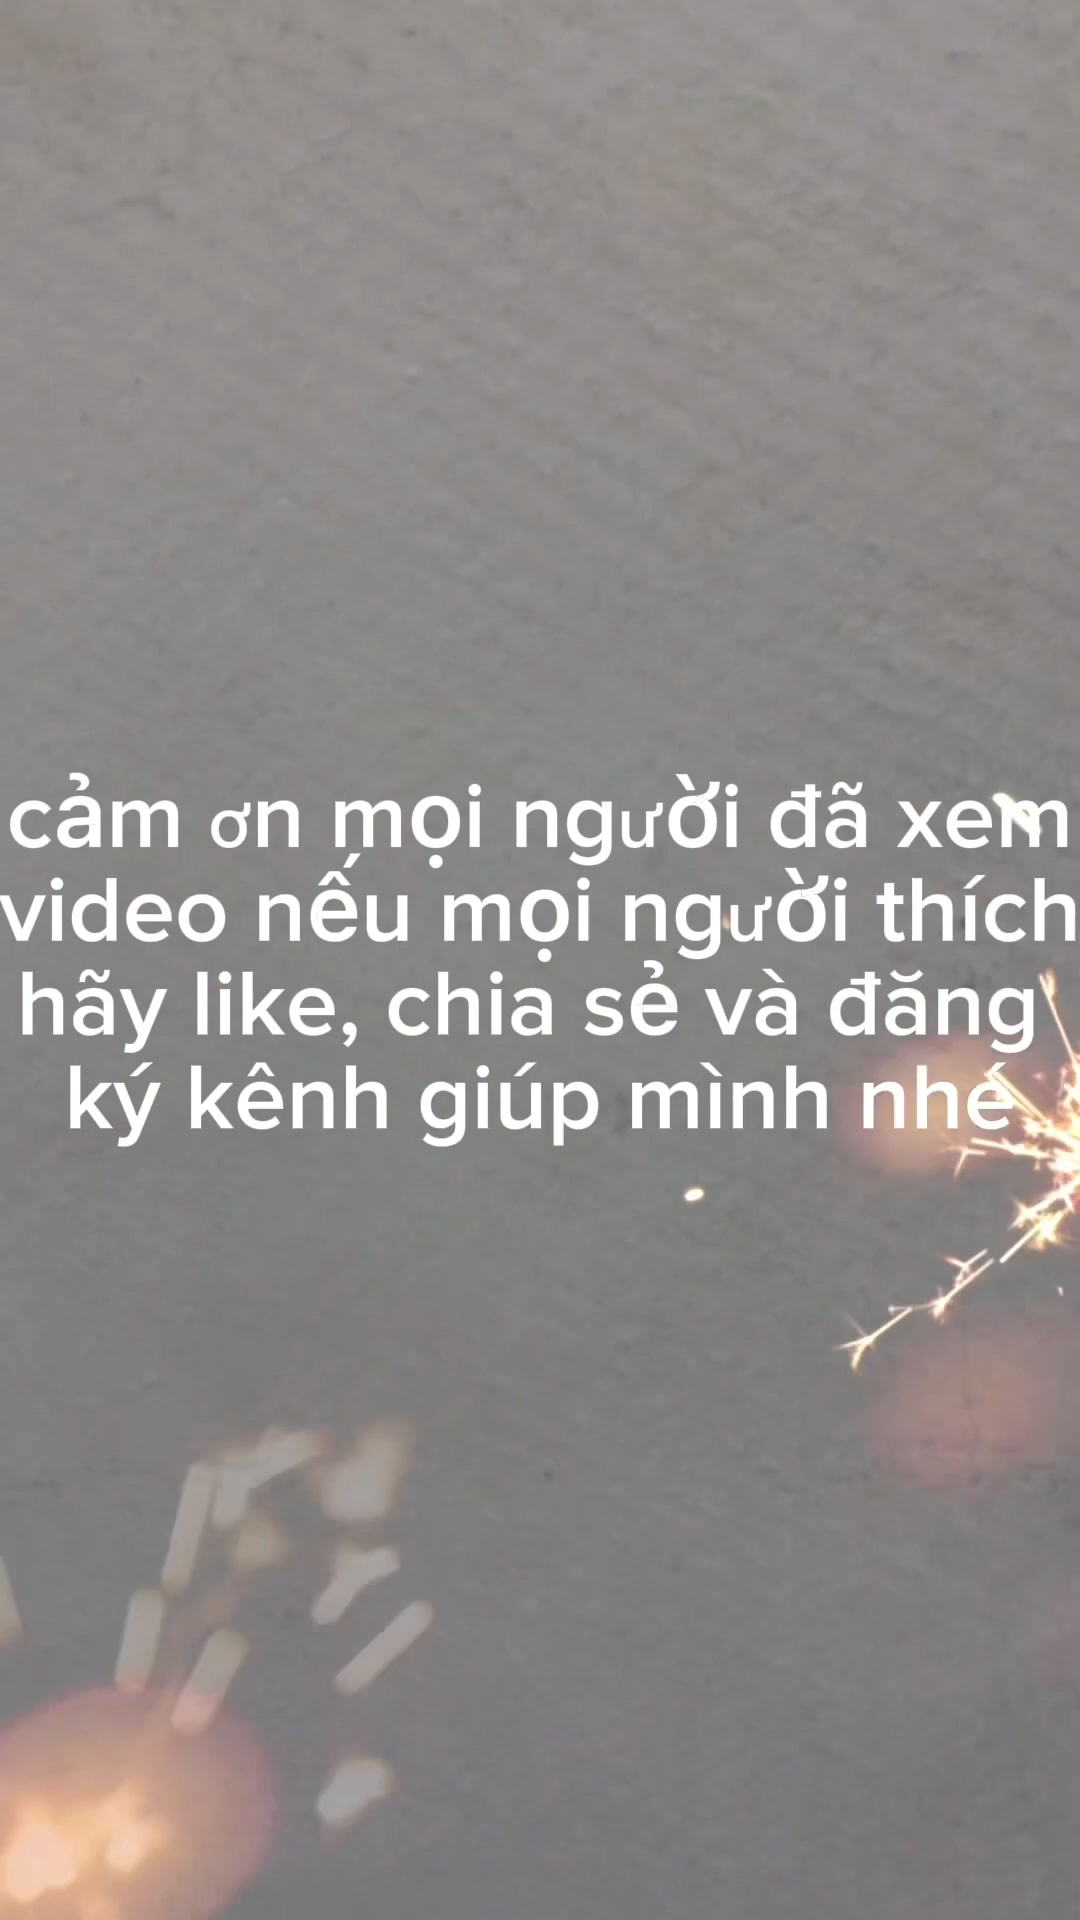 cảm ơn mọi người đã xem
video nếu mọi người thích
hãy like, chia sẻ và đăng
ký kênh giúp mình nhé